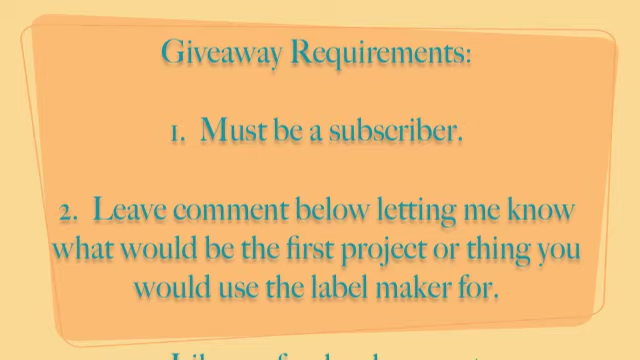 Giveaway Requirements:
1. Must be a subscriber.
2. Leave comment below letting me know
what would be the first project or thing you
would use the label maker for.